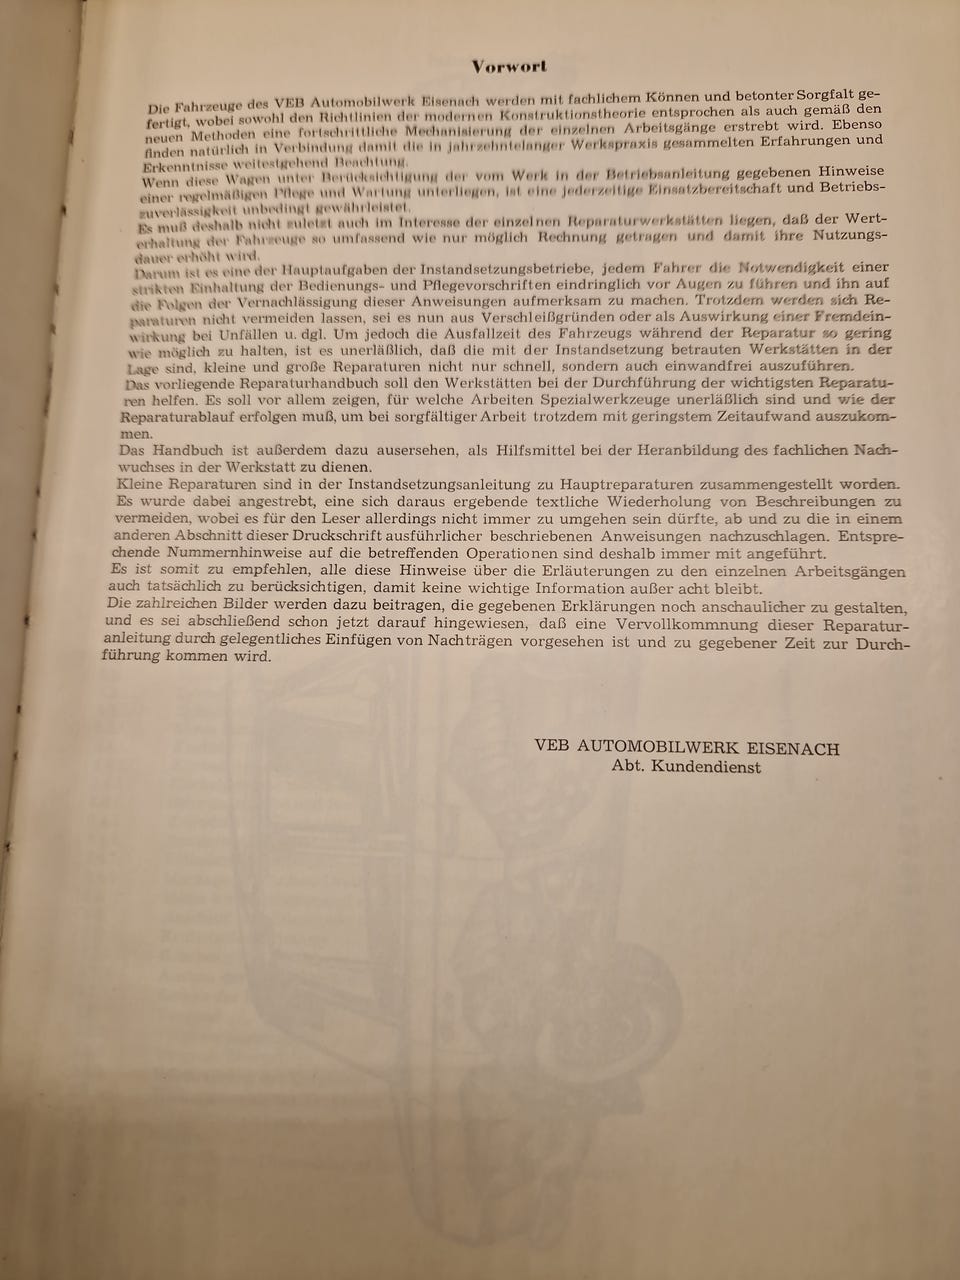 Vorwort
Die Fahrzeuge des VEB Automobilwerk Eisenach werden mit fachlichem Können und betonter Sorgfalt ge-
fertigt, wobei sowohl den Richtlinien der modernen Konstruktionstheorie entsprochen als auch gemäß den
neuen Methoden eine fortschrittliche Mechanisierung der einzelnen Arbeitsgänge erstrebt wird. Ebenso
finden natürlich in Verbindung damit die in jahrzehntelanger Werkspraxis gesammelten Erfahrungen und
Erkenntnisse weitestgehend Beachtung.
Wenn diese Wagen unter Berücksichtigung der vom Werk in der Betriebsanleitung gegebenen Hinweise
einer regelmäßigen Pflege und Wartung unterliegen, ist eine jederzeitige Einsatzbereitschaft und Betriebs-
zuverlässigkeit unbedingt gewährleistet.
Es muß deshalb nicht zuletzt auch im Interesse der einzelnen Reparaturwerkstätten liegen, daß der Wert-
erhaltung der Fahrzeuge so umfassend wie nur möglich Rechnung getragen und damit ihre Nutzungs-
dauer erhöht wird.
Darum ist es eine der Hauptaufgaben der Instandsetzungsbetriebe, jedem Fahrer die Notwendigkeit einer
strikten Einhaltung der Bedienungs- und Pflegevorschriften eindringlich vor Augen zu führen und ihn auf
die Folgen der Vernachlässigung dieser Anweisungen aufmerksam zu machen. Trotzdem werden sich Re-
paraturen nicht vermeiden lassen, sei es nun aus Verschleißgründen oder als Auswirkung einer Fremdein-
wirkung bei Unfällen u. dgl. Um jedoch die Ausfallzeit des Fahrzeugs während der Reparatur so gering
wie möglich zu halten, ist es unerläßlich, daß die mit der Instandsetzung betrauten Werkstätten in der
Lage sind, kleine und große Reparaturen nicht nur schnell, sondern auch einwandfrei auszuführen.
Das vorliegende Reparaturhandbuch soll den Werkstätten bei der Durchführung der wichtigsten Reparatu-
ren helfen. Es soll vor allem zeigen, für welche Arbeiten Spezialwerkzeuge unerläßlich sind und wie der
Reparaturablauf erfolgen muß, um bei sorgfältiger Arbeit trotzdem mit geringstem Zeitaufwand auszukom-
men.
Das Handbuch ist außerdem dazu ausersehen, als Hilfsmittel bei der Heranbildung des fachlichen Nach-
wuchses in der Werkstatt zu dienen.
Kleine Reparaturen sind in der Instandsetzungsanleitung zu Hauptreparaturen zusammengestellt worden.
Es wurde dabei angestrebt, eine sich daraus ergebende textliche Wiederholung von Beschreibungen zu
vermeiden, wobei es für den Leser allerdings nicht immer zu umgehen sein dürfte, ab und zu die in einem
anderen Abschnitt dieser Druckschrift ausführlicher beschriebenen Anweisungen nachzuschlagen. Entspre-
chende Nummernhinweise auf die betreffenden Operationen sind deshalb immer mit angeführt.
Es ist somit zu empfehlen, alle diese Hinweise über die Erläuterungen zu den einzelnen Arbeitsgängen
auch tatsächlich zu berücksichtigen, damit keine wichtige Information außer acht bleibt.
Die zahlreichen Bilder werden dazu beitragen, die gegebenen Erklärungen noch anschaulicher zu gestalten,
und es sei abschließend schon jetzt darauf hingewiesen, daß eine Vervollkommnung dieser Reparatur-
anleitung durch gelegentliches Einfügen von Nachträgen vorgesehen ist und zu gegebener Zeit zur Durch-
führung kommen wird.
VEB AUTOMOBILWERK EISENACH
Abt. Kundendienst